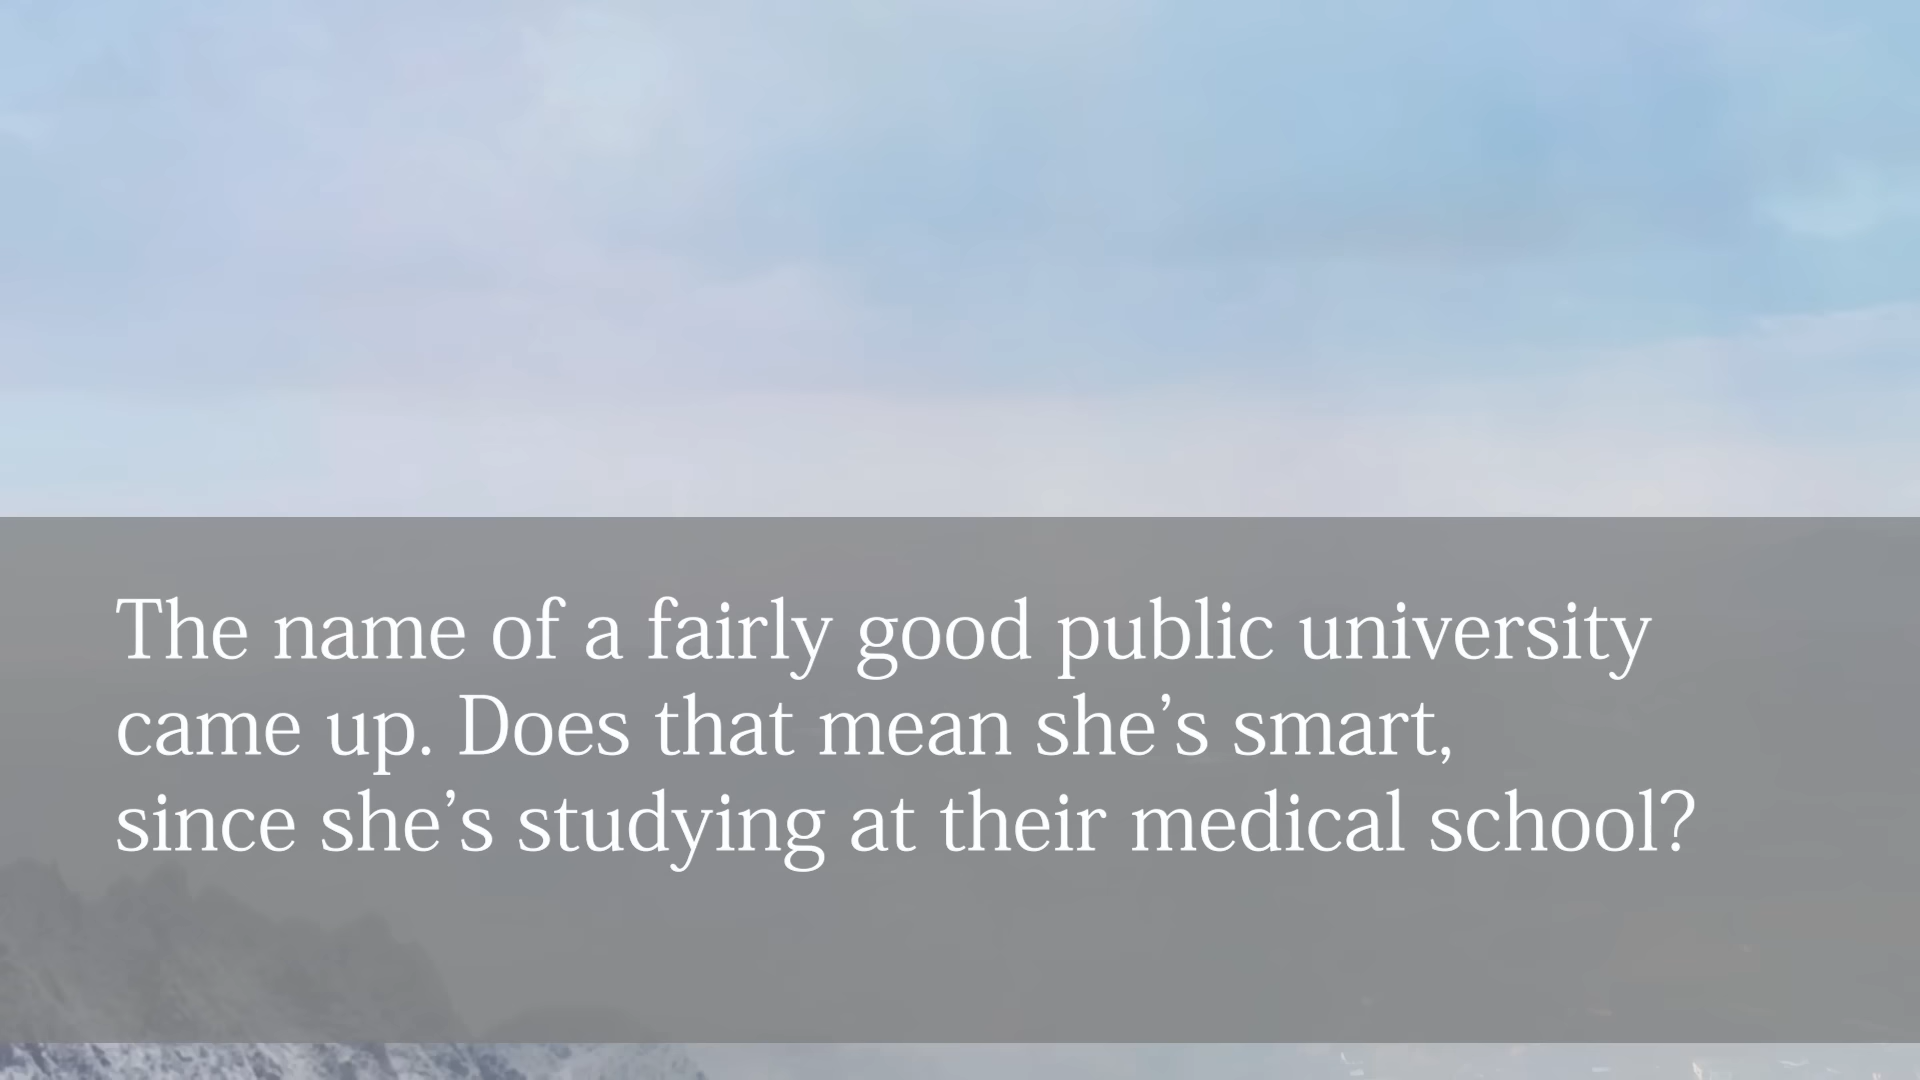 The name of a fairly good public university
came up. Does that mean she’s smart,
since she’s studying at their medical school?